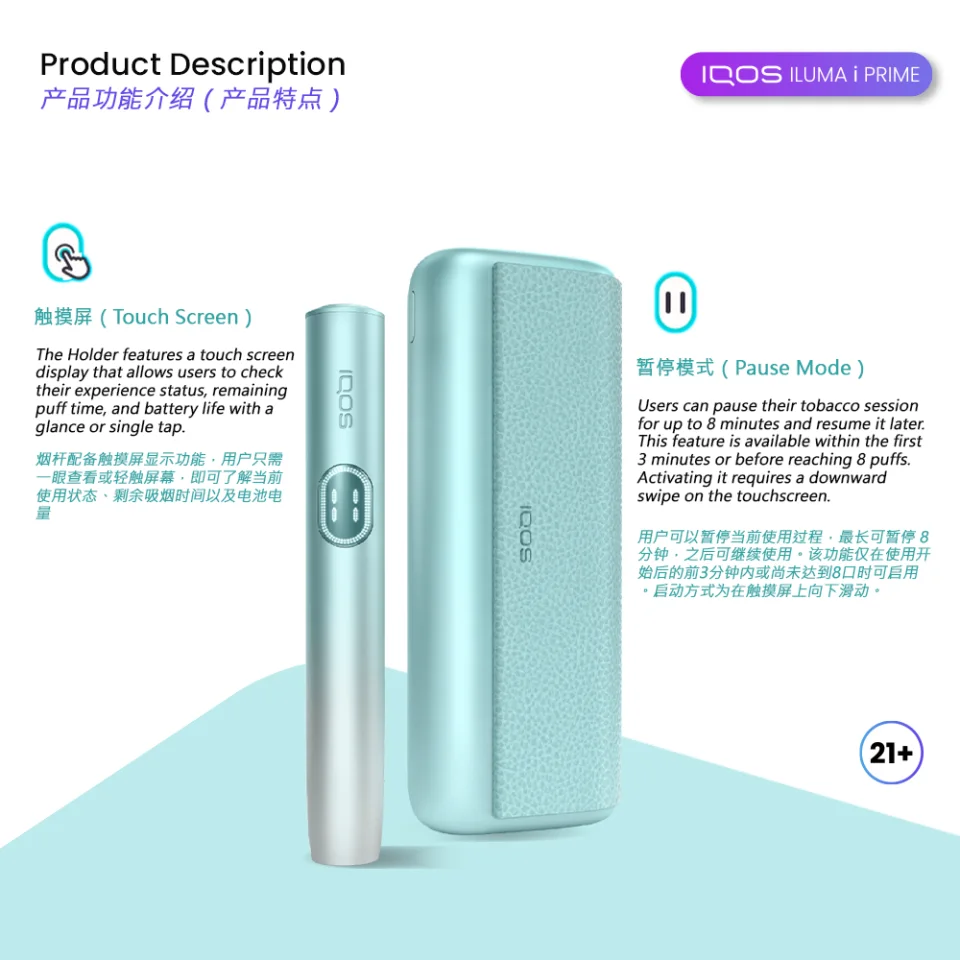 Product Description
产品功能介绍 ( 产品特点 )
IQOS ILUMA i PRIME
触摸屏 ( Touch Screen )
The Holder features a touch screen
display that allows users to check
their experience status, remaining
puff time, and battery life with a
glance or single tap.
烟杆配备触摸屏显示功能，用户只需
一眼查看或轻触屏幕，即可了解当前
使用状态、剩余吸烟时间以及电池电
量
IQOS
IQOS
暂停模式 ( Pause Mode )
Users can pause their tobacco session
for up to 8 minutes and resume it later.
This feature is available within the first
3 minutes or before reaching 8 puffs.
Activating it requires a downward
swipe on the touchscreen.
用户可以暂停当前使用过程，最长可暂停 8
分钟，之后可继续使用。该功能仅在使用开
始后的前3分钟内或尚未达到8口时可启用
。启动方式为在触摸屏上向下滑动。
21+